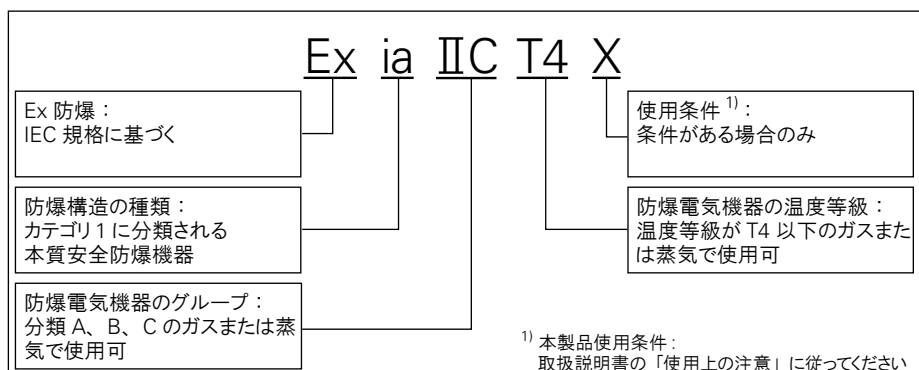 Ex ia ⅡC T4 X
Ex 防爆：
IEC 規格に基づく
使用条件 1)：
条件がある場合のみ
防爆構造の種類：
カテゴリ1に分類される
本質安全防爆機器
防爆電気機器の温度等級：
温度等級が T4 以下のガスまた
は蒸気で使用可
防爆電気機器のグループ：
分類 A、B、C のガスまたは蒸
気で使用可
1) 本製品使用条件：
取扱説明書の「使用上の注意」に従ってください